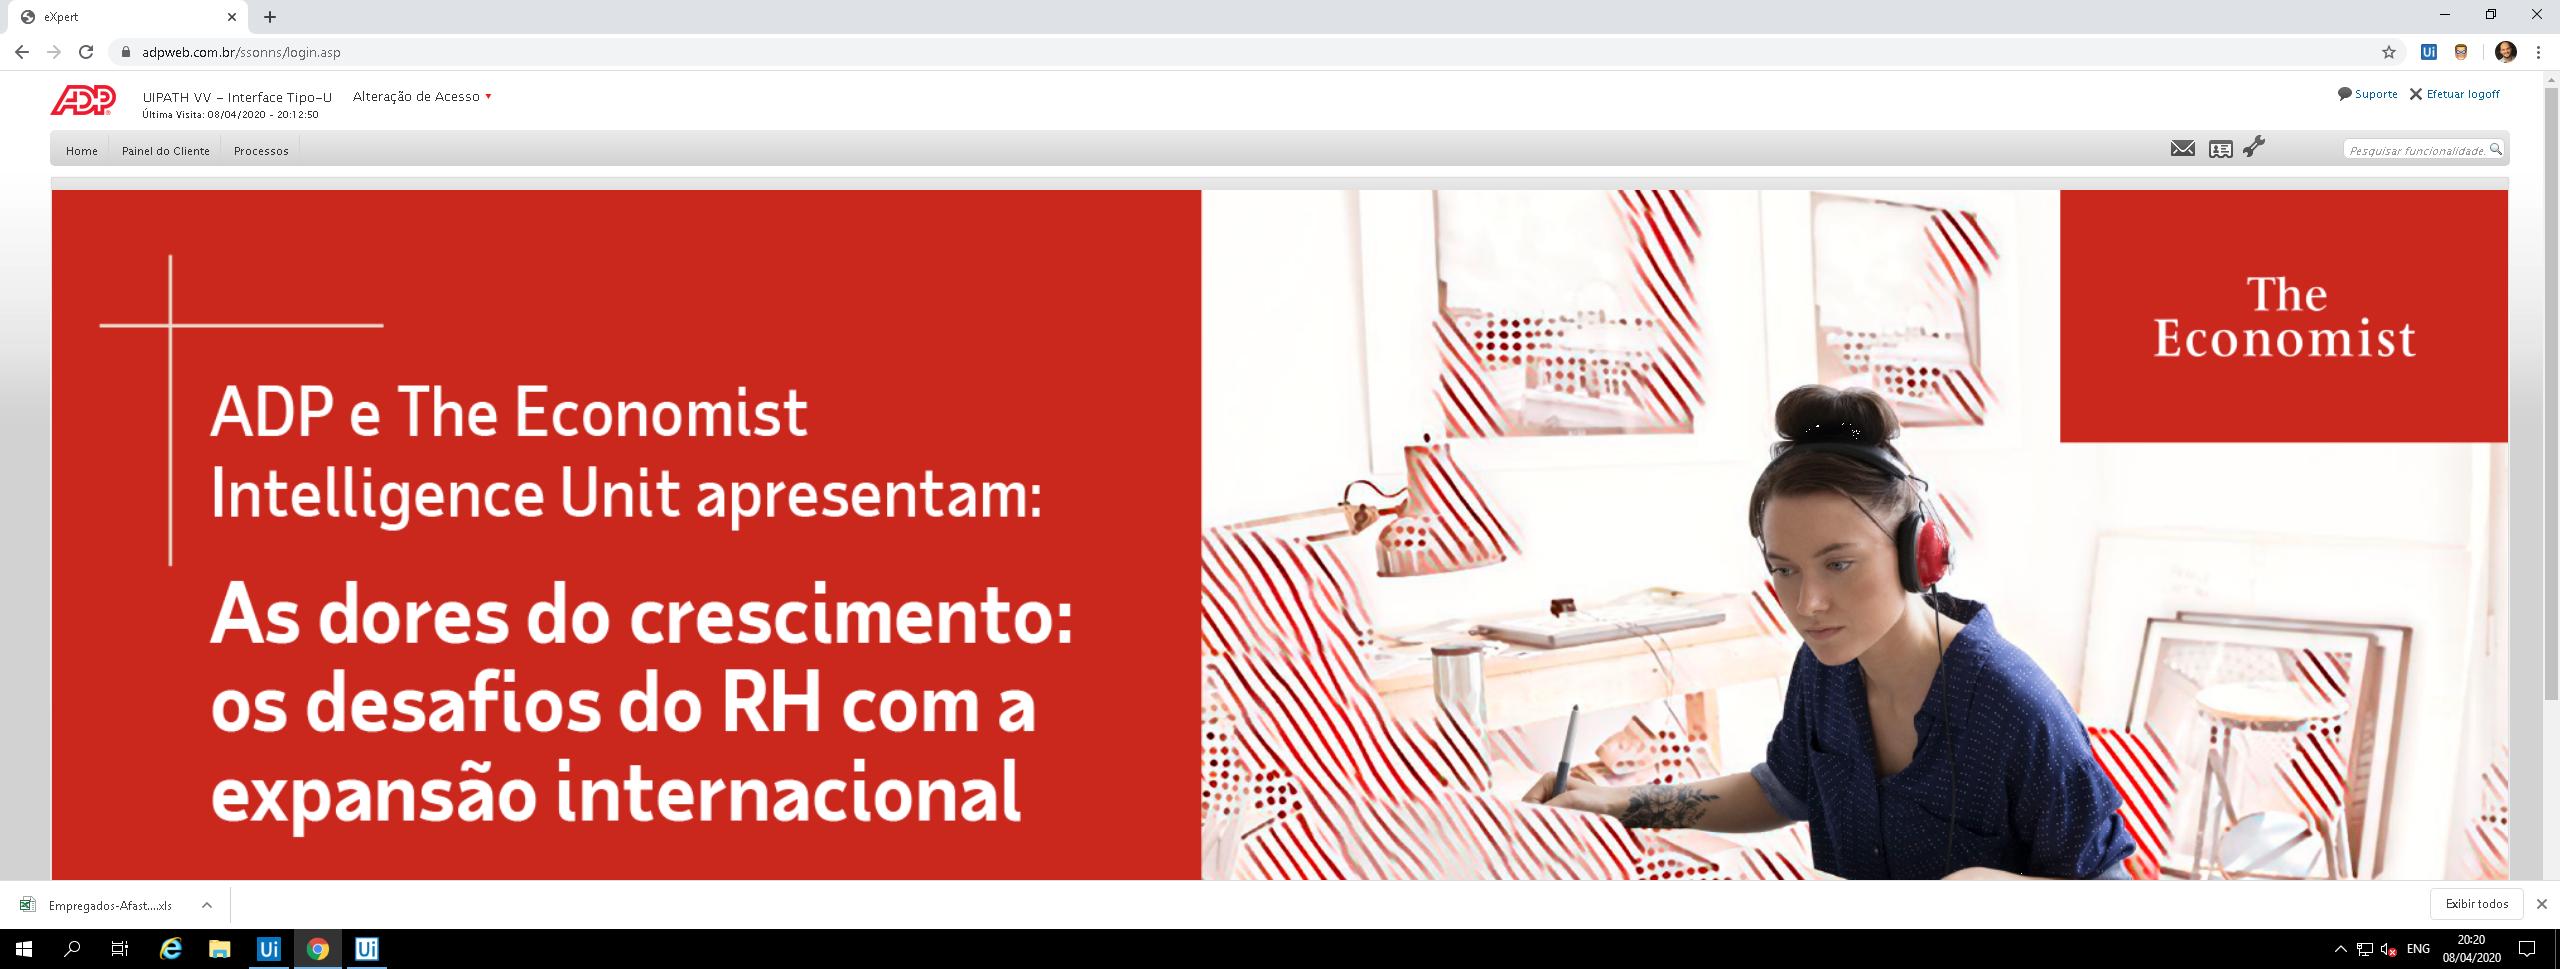 eXpert
adpweb.com.br/ssonns/login.asp
Ui
ADP
UIPATH VV - Interface Tipo-U
Alteração de Acesso
Suporte
Efetuar logoff
Última Visita: 08/04/2020 - 20:12:50
Home
Painel do Cliente
Processos
Pesquisar funcionalidade.
The
Economist
ADP e The Economist
Intelligence Unit apresentam:
As dores do crescimento:
os desafios do RH com a
expansão internacional
Empregados-Afast....xls
Exibir todos
Ui
Ui
ENG
20:20
08/04/2020